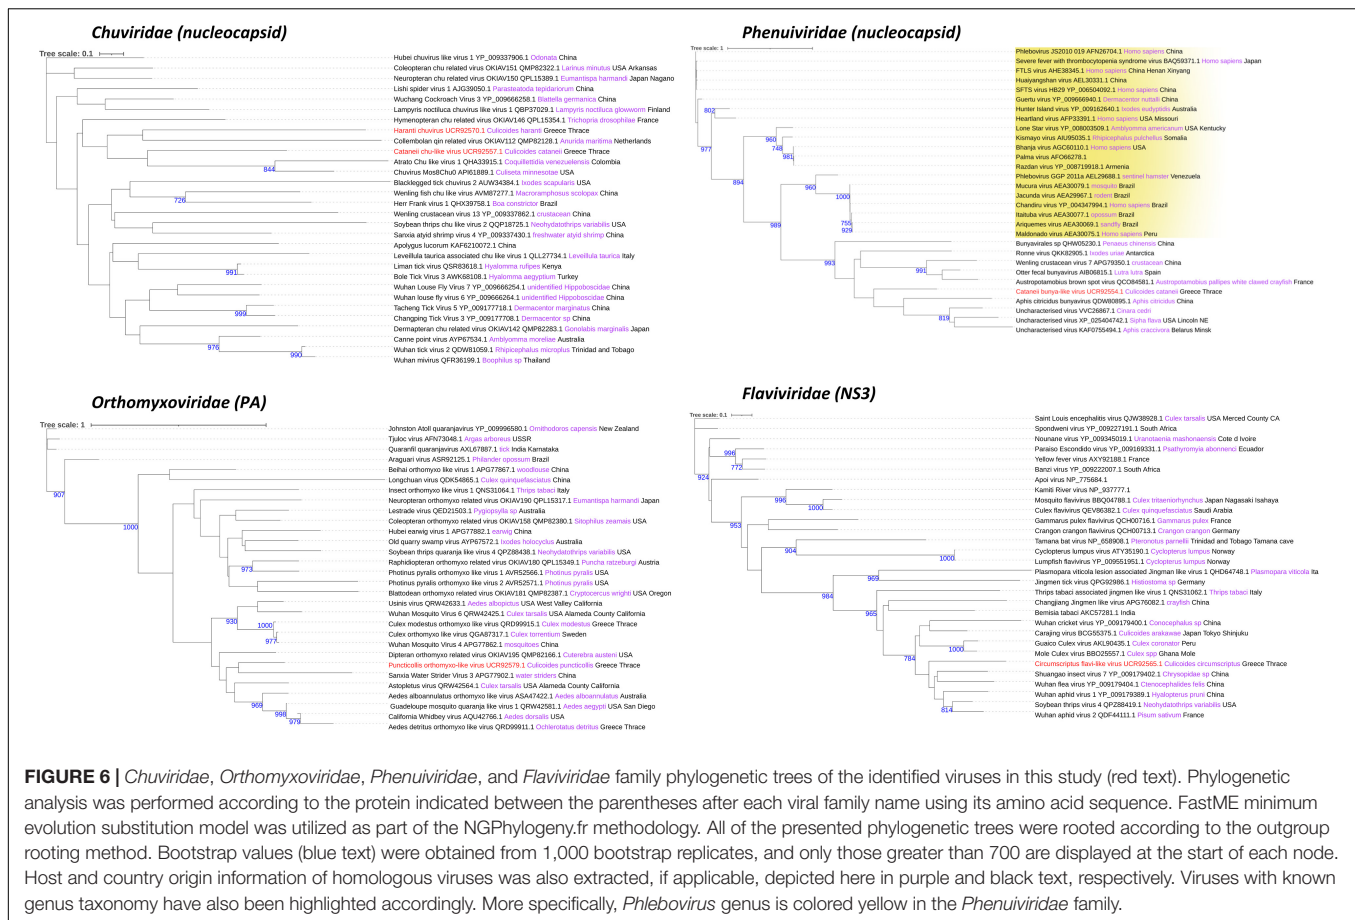 Chuviridae (nucleocapsid)
Tree scale: 0.1
Hubei chuvirus like virus 1 YP_009337906.1 Odonata China
Coleopteran chu related virus OKIAV151 QMP82322.1 Larinus minutus USA Arkansas
Neuropteran chu related virus OKIAV150 QPL15389.1 Eumantispa harmandi Japan Nagano
Lishi spider virus 1 AJG39050.1 Parasteatoda tepidariorum China
Wuchang Cockroach Virus 3 YP_009666258.1 Blattella germanica China
Lampyris noctiluca chuvirus like virus 1 QBP37029.1 Lampyris noctiluca glowworm Finland
Hymenopteran chu related virus OKIAV146 QPL15354.1 Trichopria drosophilae France
Haranti chuvirus UCR92570.1 Culicoides haranti Greece Thrace
Collembolan qin related virus OKIAV112 QMP82128.1 Anurida maritima Netherlands
Cataneii chu-like virus UCR92557.1 Culicoides cataneii Greece Thrace
Atrato Chu like virus 1 QHA33915.1 Coquillettidia venezuelensis Colombia
844
Chuvirus Mos8Chu0 API61889.1 Culiseta minnesotae USA
Blacklegged tick chuvirus 2 AUW34384.1 Ixodes scapularis USA
Wenling fish chu like virus AVM87277.1 Macroramphosus scolopax China
726
Herr Frank virus 1 QHX39758.1 Boa constrictor Brazil
Wenling crustacean virus 13 YP_009337862.1 crustacean China
Soybean thrips chu like virus 2 QQP18725.1 Neohydatothrips variabilis USA
Sanxia atyid shrimp virus 4 YP_009337430.1 freshwater atyid shrimp China
Apolygus lucorum KAF6210072.1 China
Leveillula taurica associated chu like virus 1 QLL27734.1 Leveillula taurica Italy
Liman tick virus QSR83618.1 Hyalomma rufipes Kenya
991
Bole Tick Virus 3 AWK68108.1 Hyalomma aegyptium Turkey
Wuhan Louse Fly Virus 7 YP_009666254.1 unidentified Hippoboscidae China
Wuhan louse fly virus 6 YP_009666264.1 unidentified Hippoboscidae China
Tacheng Tick Virus 5 YP_009177718.1 Dermacentor marginatus China
999
Changping Tick Virus 3 YP_009177708.1 Dermacentor sp China
Dermapteran chu related virus OKIAV142 QMP82283.1 Gonolabis marginalis Japan
Canne point virus AYP67534.1 Amblyomma moreliae Australia
976
Wuhan tick virus 2 QDW81059.1 Rhipicephalus microplus Trinidad and Tobago
990
Wuhan mivirus QFR36199.1 Boophilus sp Thailand
Phenuiviridae (nucleocapsid)
Tree scale: 1
Phlebovirus JS2010 019 AFN26704.1 Homo sapiens China
Severe fever with thrombocytopenia syndrome virus BAQ59371.1 Homo sapiens Japan
FTLS virus AHE38345.1 Homo sapiens China Henan Xinyang
Huaiyangshan virus AEL30331.1 China
SFTS virus HB29 YP_006504092.1 Homo sapiens China
Guertu virus YP_009666940.1 Dermacentor nuttalli China
Hunter Island virus YP_009162640.1 Ixodes eudyptidis Australia
802
Heartland virus AFP33391.1 Homo sapiens USA Missouri
Lone Star virus YP_008003509.1 Amblyomma americanum USA Kentucky
960
Kismayo virus AIU95035.1 Rhipicephalus pulchellus Somalia
977
748
Bhanja virus AGC60110.1 Homo sapiens USA
981
Palma virus AFO66278.1
Razdan virus YP_008719918.1 Armenia
Phlebovirus GGP 2011a AEL29688.1 sentinel hamster Venezuela
894
960
Mucura virus AEA30079.1 mosquito Brazil
1000
Jacunda virus AEA29967.1 rodent Brazil
Chandiru virus YP_004347994.1 Homo sapiens Brazil
Itaituba virus AEA30077.1 opossum Brazil
989
755
Ariquemes virus AEA30069.1 sandfly Brazil
929
Maldonado virus AEA30075.1 Homo sapiens Peru
Bunyavirales sp QHW05230.1 Penaeus chinensis China
Ronne virus QKK82905.1 Ixodes uriae Antarctica
993
Wenling crustacean virus 7 APG79350.1 crustacean China
991
Otter fecal bunyavirus AIB06815.1 Lutra lutra Spain
Austropotamobius brown spot virus QCO84581.1 Austropotamobius pallipes white clawed crayfish France
Cataneii bunya-like virus UCR92554.1 Culicoides cataneii Greece Thrace
Aphis citricidus bunyavirus QDW80895.1 Aphis citricidus China
Uncharacterised virus VVC26867.1 Cinara cedri
819
Uncharacterised virus XP_025404742.1 Sipha flava USA Lincoln NE
Uncharacterised virus KAF0755494.1 Aphis craccivora Belarus Minsk
Orthomyxoviridae (PA)
Tree scale: 1
Johnston Atoll quaranjavirus YP_009996580.1 Ornithodoros capensis New Zealand
Tjuloc virus AFN73048.1 Argas arboreus USSR
Quaranfil quaranjavirus AXL67887.1 tick India Karnataka
Araguari virus ASR92125.1 Philander opossum Brazil
907
Beihai orthomyxo like virus 1 APG77867.1 woodlouse China
Longchuan virus QDK54865.1 Culex quinquefasciatus China
Insect orthomyxo like virus 1 QNS31064.1 Thrips tabaci Italy
Neuropteran orthomyxo related virus OKIAV190 QPL15317.1 Eumantispa harmandi Japan
Lestrade virus QED21503.1 Pygiopsylla sp Australia
Coleopteran orthomyxo related virus OKIAV158 QMP82380.1 Sitophilus zeamais USA
1000
Hubei earwig virus 1 APG77882.1 earwig China
Old quarry swamp virus AYP67572.1 Ixodes holocyclus Australia
Soybean thrips quaranja like virus 4 QPZ88438.1 Neohydatothrips variabilis USA
Raphidiopteran orthomyxo related virus OKIAV180 QPL15349.1 Puncha ratzeburgi Austria
973
Photinus pyralis orthomyxo like virus 1 AVR52566.1 Photinus pyralis USA
Photinus pyralis orthomyxo like virus 2 AVR52571.1 Photinus pyralis USA
Blattodean orthomyxo related virus OKIAV181 QMP82387.1 Cryptocercus wrighti USA Oregon
Usinis virus QRW42633.1 Aedes albopictus USA West Valley California
Wuhan Mosquito Virus 6 QRW42425.1 Culex tarsalis USA Alameda County California
930
1000
Culex modestus orthomyxo like virus QRD99915.1 Culex modestus Greece Thrace
Culex orthomyxo like virus QGA87317.1 Culex torrentium Sweden
977
Wuhan Mosquito Virus 4 APG77862.1 mosquitoes China
Dipteran orthomyxo related virus OKIAV195 QMP82166.1 Cuterebra austeni USA
Puncticollis orthomyxo-like virus UCR92579.1 Culicoides puncticollis Greece Thrace
Sanxia Water Strider Virus 3 APG77902.1 water striders China
Astopletus virus QRW42564.1 Culex tarsalis USA Alameda County California
Aedes alboannulatus orthomyxo like virus ASA47422.1 Aedes alboannulatus Australia
969
Guadeloupe mosquito quaranja like virus 1 QRW42581.1 Aedes aegypti USA San Diego
998
California Whidbey virus AQU42766.1 Aedes dorsalis USA
979
Aedes detritus orthomyxo like virus QRD99911.1 Ochlerotatus detritus Greece Thrace
Flaviviridae (NS3)
Tree scale: 0.1
Saint Louis encephalitis virus QJW38928.1 Culex tarsalis USA Merced County CA
Spondweni virus YP_009227191.1 South Africa
Nounane virus YP_009345019.1 Uranotaenia mashonaensis Cote d Ivoire
Paraiso Escondido virus YP_009169331.1 Psathyromyia abonnenci Ecuador
996
Yellow fever virus AXY92188.1 France
772
Banzi virus YP_009222007.1 South Africa
924
Apoi virus NP_775684.1
Kamiti River virus NP_937777.1
996
Mosquito flavivirus BBQ04788.1 Culex tritaeniorhynchus Japan Nagasaki Isahaya
1000
Culex flavivirus QEV86382.1 Culex quinquefasciatus Saudi Arabia
Gammarus pulex flavivirus QCH00716.1 Gammarus pulex France
953
Crangon crangon flavivirus QCH00713.1 Crangon crangon Germany
Tamana bat virus NP_658908.1 Pteronotus parnellii Trinidad and Tobago Tamana cave
904
Cyclopterus lumpus virus ATY35190.1 Cyclopterus lumpus Norway
1000
Lumpfish flavivirus YP_009551951.1 Cyclopterus lumpus Norway
Plasmopara viticola lesion associated Jingman like virus 1 QHD64748.1 Plasmopara viticola Ita
969
Jingmen tick virus QPG92986.1 Histiostoma sp Germany
984
Thrips tabaci associated jingmen like virus 1 QNS31062.1 Thrips tabaci Italy
Changjiang Jingmen like virus APG76082.1 crayfish China
965
Bemisia tabaci AKC57281.1 India
Wuhan cricket virus YP_009179400.1 Conocephalus sp China
Carajing virus BCG55375.1 Culicoides arakawae Japan Tokyo Shinjuku
Guaico Culex virus AKL90435.1 Culex coronator Peru
1000
Mole Culex virus BBO25557.1 Culex spp Ghana Mole
784
Circumscriptus flavi-like virus UCR92565.1 Culicoides circumscriptus Greece Thrace
Shuangao insect virus 7 YP_009179402.1 Chrysopidae sp China
Wuhan flea virus YP_009179404.1 Ctenocephalides felis China
Wuhan aphid virus 1 YP_009179389.1 Hyalopterus pruni China
Soybean thrips virus 4 QPZ88419.1 Neohydatothrips variabilis USA
814
Wuhan aphid virus 2 QDF44111.1 Pisum sativum France
FIGURE 6 | Chuviridae, Orthomyxoviridae, Phenuiviridae, and Flaviviridae family phylogenetic trees of the identified viruses in this study (red text). Phylogenetic
analysis was performed according to the protein indicated between the parentheses after each viral family name using its amino acid sequence. FastME minimum
evolution substitution model was utilized as part of the NGPhylogeny.fr methodology. All of the presented phylogenetic trees were rooted according to the outgroup
rooting method. Bootstrap values (blue text) were obtained from 1,000 bootstrap replicates, and only those greater than 700 are displayed at the start of each node.
Host and country origin information of homologous viruses was also extracted, if applicable, depicted here in purple and black text, respectively. Viruses with known
genus taxonomy have also been highlighted accordingly. More specifically, Phlebovirus genus is colored yellow in the Phenuiviridae family.